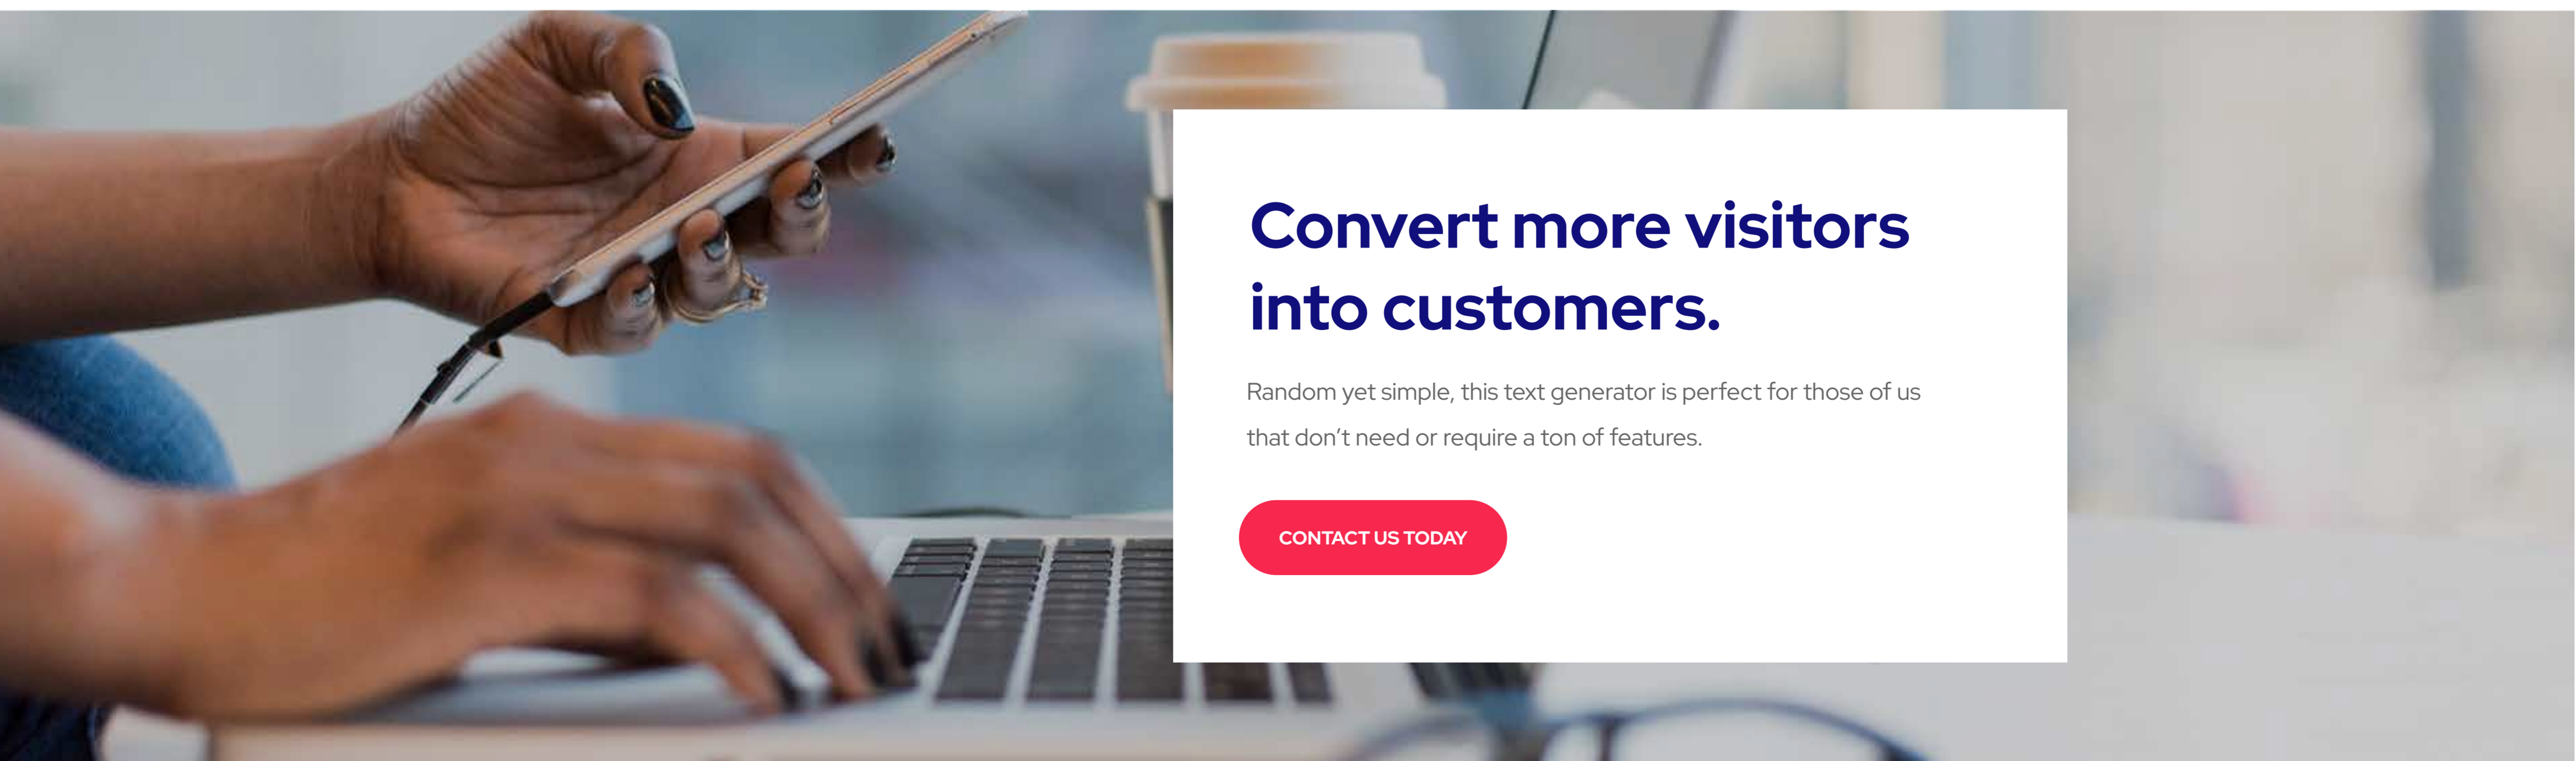 Convert more visitors
into customers.
Random yet simple, this text generator is perfect for those of us
that don’t need or require a ton of features.
CONTACT US TODAY